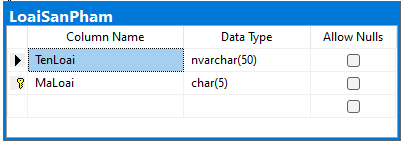 LoaiSanPham
Column Name Data Type Allow Nulls
TenLoai nvarchar(50)
MaLoai char(5)